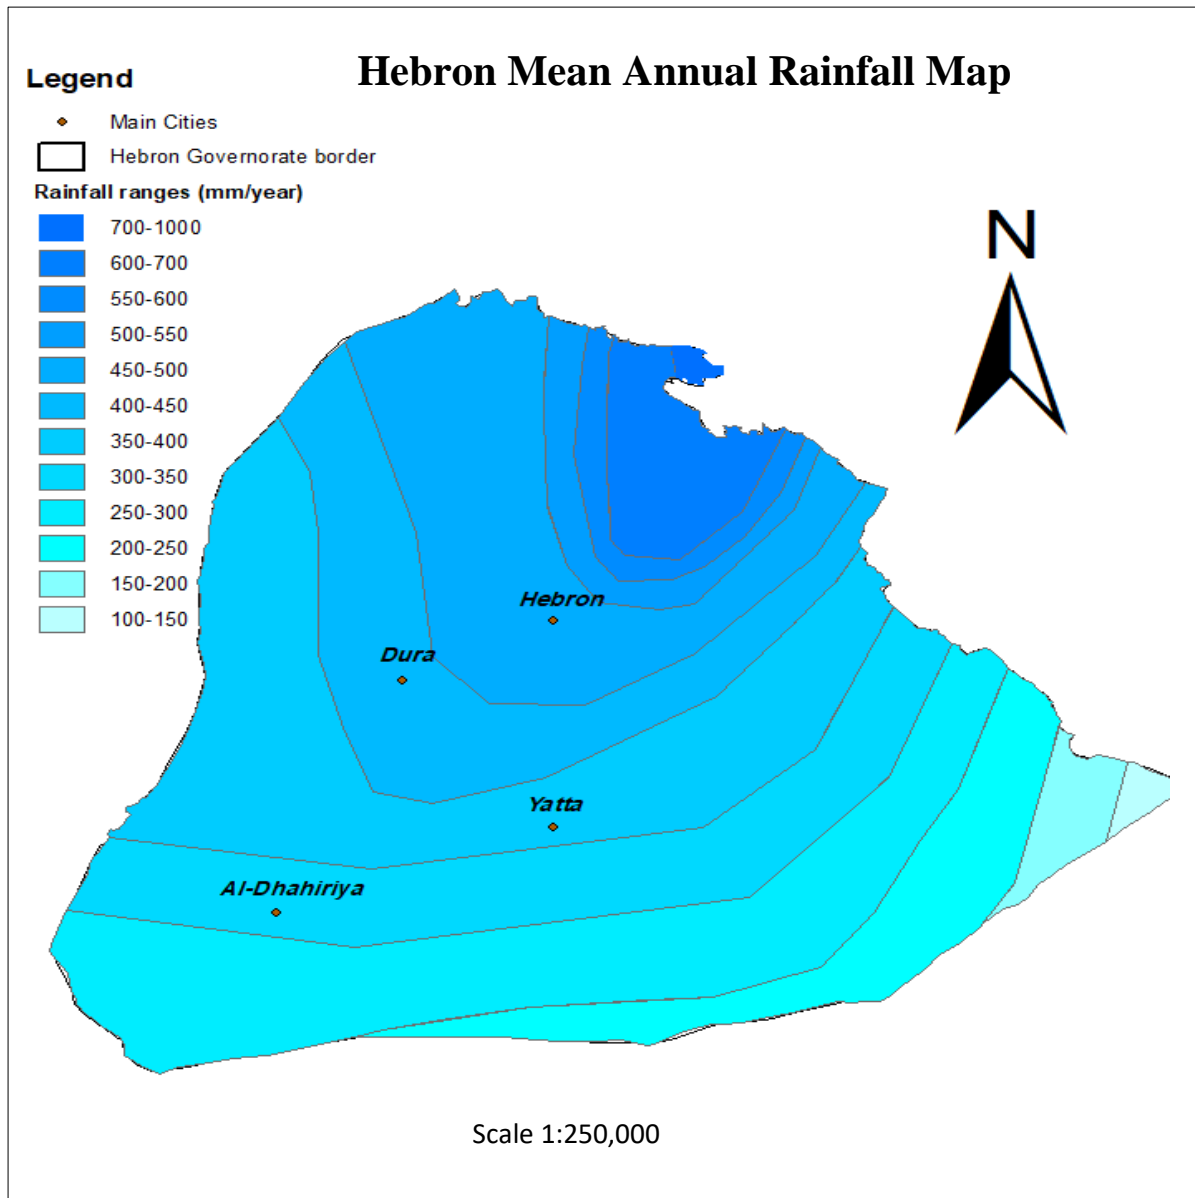 Hebron Mean Annual Rainfall Map
Legend
Main Cities
Hebron Governorate border
Rainfall ranges (mm/year)
700-1000
600-700
550-600
500-550
450-500
400-450
350-400
300-350
250-300
200-250
150-200
100-150
N
Hebron
Dura
Yatta
Al-Dhahiriya
Scale 1:250,000